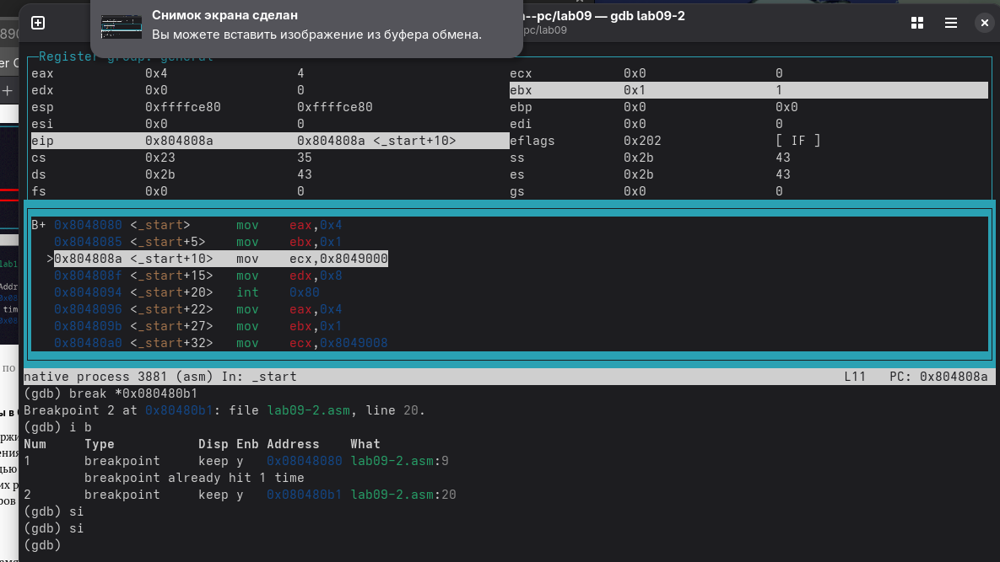 Снимок экрана сделан
Вы можете вставить изображение из буфера обмена.
--pc/lab09 — gdb lab09-2
pc/lab09
Register group: general
eax 0x4 4 ecx 0x0 0
edx 0x0 0 ebx 0x1 1
esp 0xffffce80 0xffffce80 ebp 0x0 0x0
esi 0x0 0 edi 0x0 0
eip 0x804808a 0x804808a <_start+10> eflags 0x202 [ IF ]
cs 0x23 35 ss 0x2b 43
ds 0x2b 43 es 0x2b 43
fs 0x0 0 gs 0x0 0
B+ 0x8048080 <_start> mov eax,0x4
0x8048085 <_start+5> mov ebx,0x1
>0x804808a <_start+10> mov ecx,0x8049000
0x804808f <_start+15> mov edx,0x8
0x8048094 <_start+20> int 0x80
0x8048096 <_start+22> mov eax,0x4
0x804809b <_start+27> mov ebx,0x1
0x80480a0 <_start+32> mov ecx,0x8049008
native process 3881 (asm) In: _start L11 PC: 0x804808a
(gdb) break *0x080480b1
Breakpoint 2 at 0x80480b1: file lab09-2.asm, line 20.
(gdb) i b
Num Type Disp Enb Address What
1 breakpoint keep y 0x08048080 lab09-2.asm:9
breakpoint already hit 1 time
2 breakpoint keep y 0x080480b1 lab09-2.asm:20
(gdb) si
(gdb) si
(gdb)